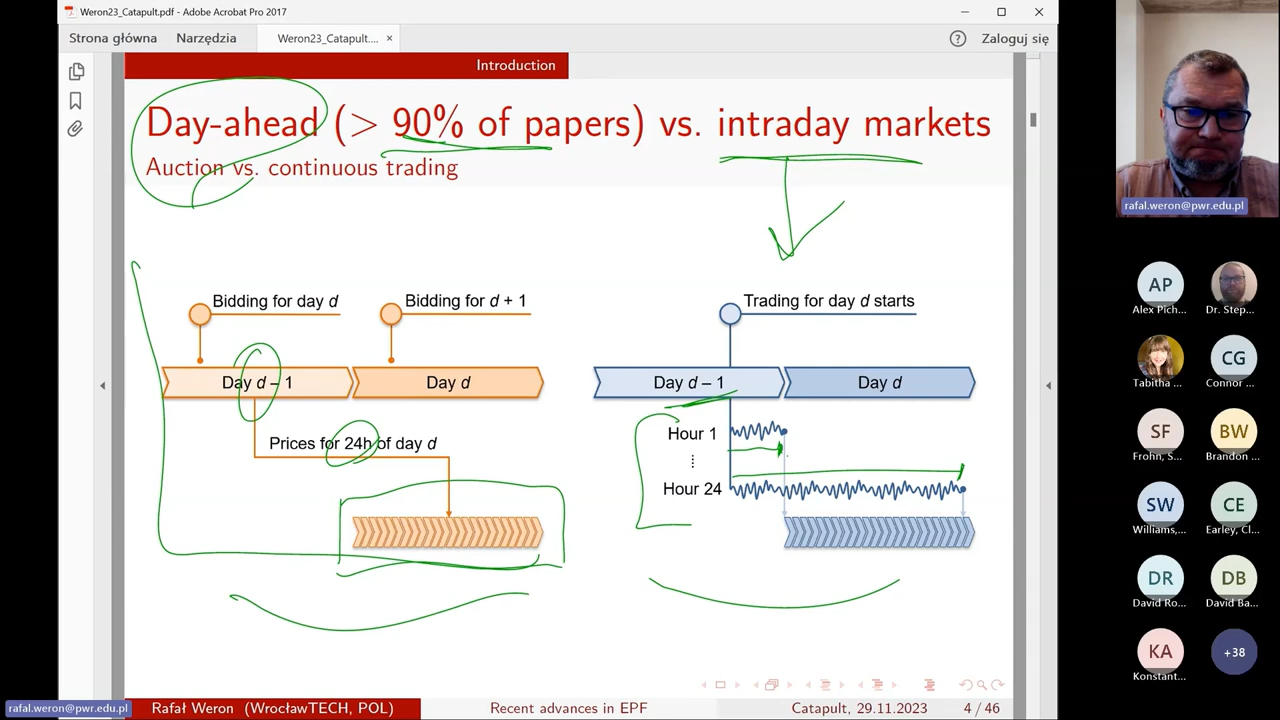 Weron23_Catapult.pdf - Adobe Acrobat Pro 2017
Strona główna Narzędzia Weron23_Catapult.... × Zaloguj się
Introduction
Day-ahead (> 90% of papers) vs. intraday markets
Auction vs. continuous trading
Bidding for day d
Bidding for d + 1
Day d – 1
Day d
Prices for 24h of day d
Trading for day d starts
Day d – 1
Day d
Hour 1
⋮
Hour 24
Rafał Weron (WrocławTECH, POL) Recent advances in EPF Catapult, 29.11.2023 4 / 46
rafal.weron@pwr.edu.pl
rafal.weron@pwr.edu.pl
AP
Alex Pich... Dr. Step...
CG
Tabitha ... Connor ...
SF BW
Frohn, S... Brandon ...
SW CE
Williams,... Earley, Cl...
DR DB
David Ro... David Ba...
KA +38
Konstant...